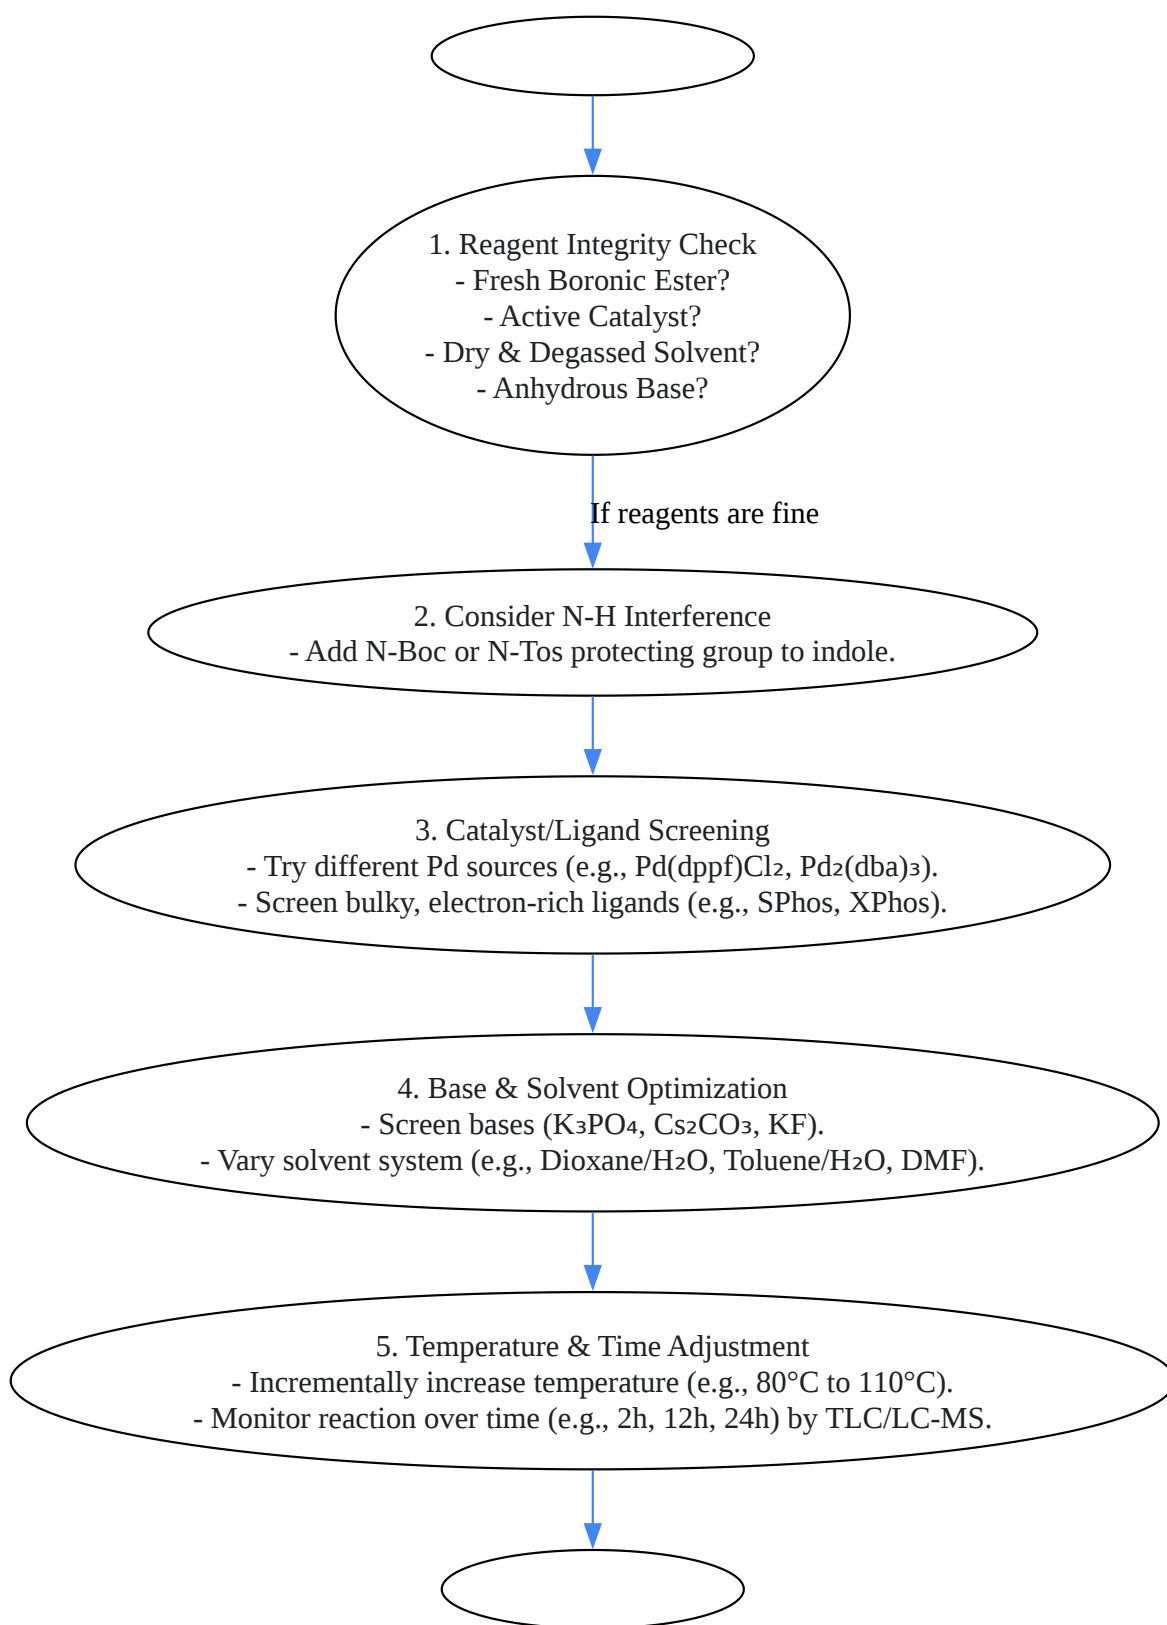 1. Reagent Integrity Check
- Fresh Boronic Ester?
- Active Catalyst?
- Dry & Degassed Solvent?
- Anhydrous Base?
If reagents are fine
2. Consider N-H Interference
- Add N-Boc or N-Tos protecting group to indole.
3. Catalyst/Ligand Screening
- Try different Pd sources (e.g., Pd(dppf)Cl₂, Pd₂(dba)₃).
- Screen bulky, electron-rich ligands (e.g., SPhos, XPhos).
4. Base & Solvent Optimization
- Screen bases (K₃PO₄, Cs₂CO₃, KF).
- Vary solvent system (e.g., Dioxane/H₂O, Toluene/H₂O, DMF).
5. Temperature & Time Adjustment
- Incrementally increase temperature (e.g., 80°C to 110°C).
- Monitor reaction over time (e.g., 2h, 12h, 24h) by TLC/LC-MS.